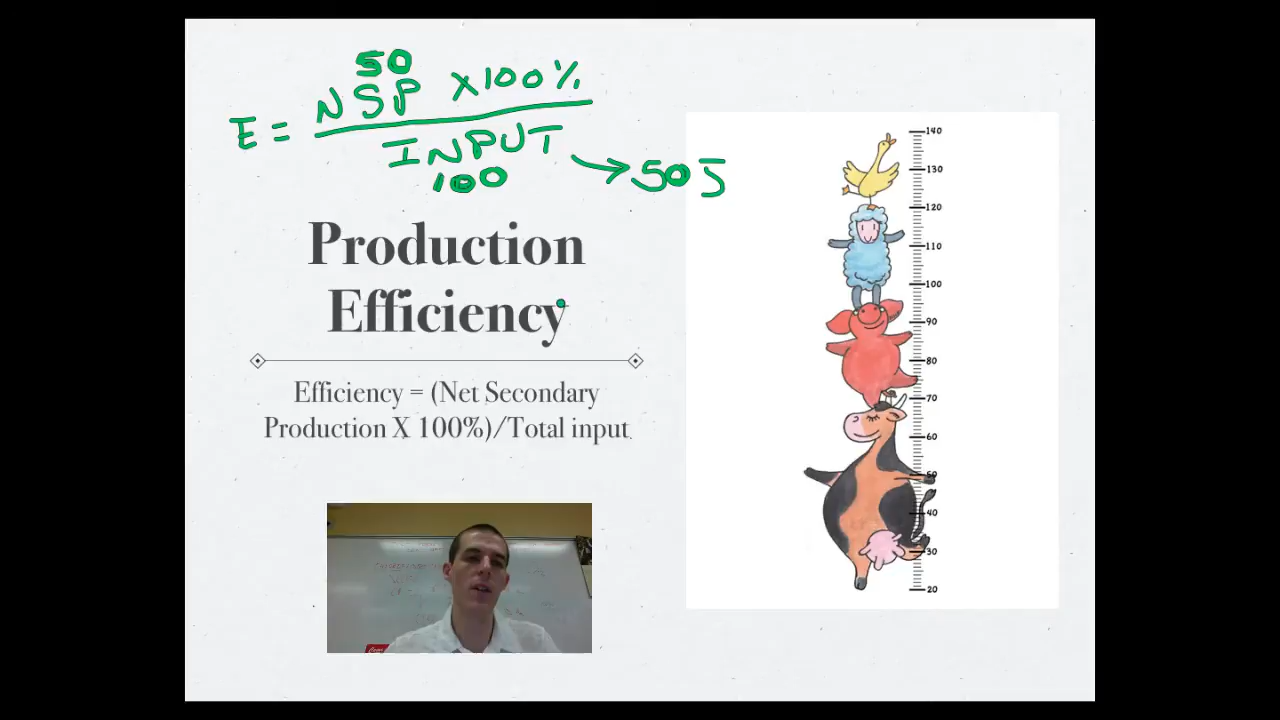 50
NSP X100%
E =
INPUT
100 → 50J
Production
Efficiency
Efficiency = (Net Secondary
Production X 100%)/Total input
140
130
120
110
100
90
80
70
60
50
40
30
20